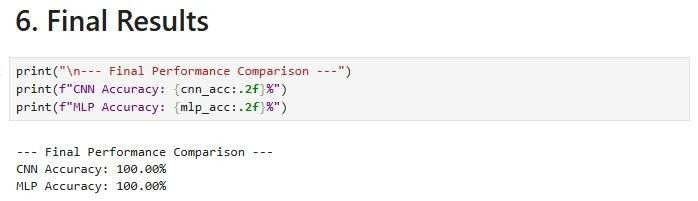 6. Final Results
print("\n--- Final Performance Comparison ---")
print(f"CNN Accuracy: {cnn_acc:.2f}%")
print(f"MLP Accuracy: {mlp_acc:.2f}%")
--- Final Performance Comparison ---
CNN Accuracy: 100.00%
MLP Accuracy: 100.00%